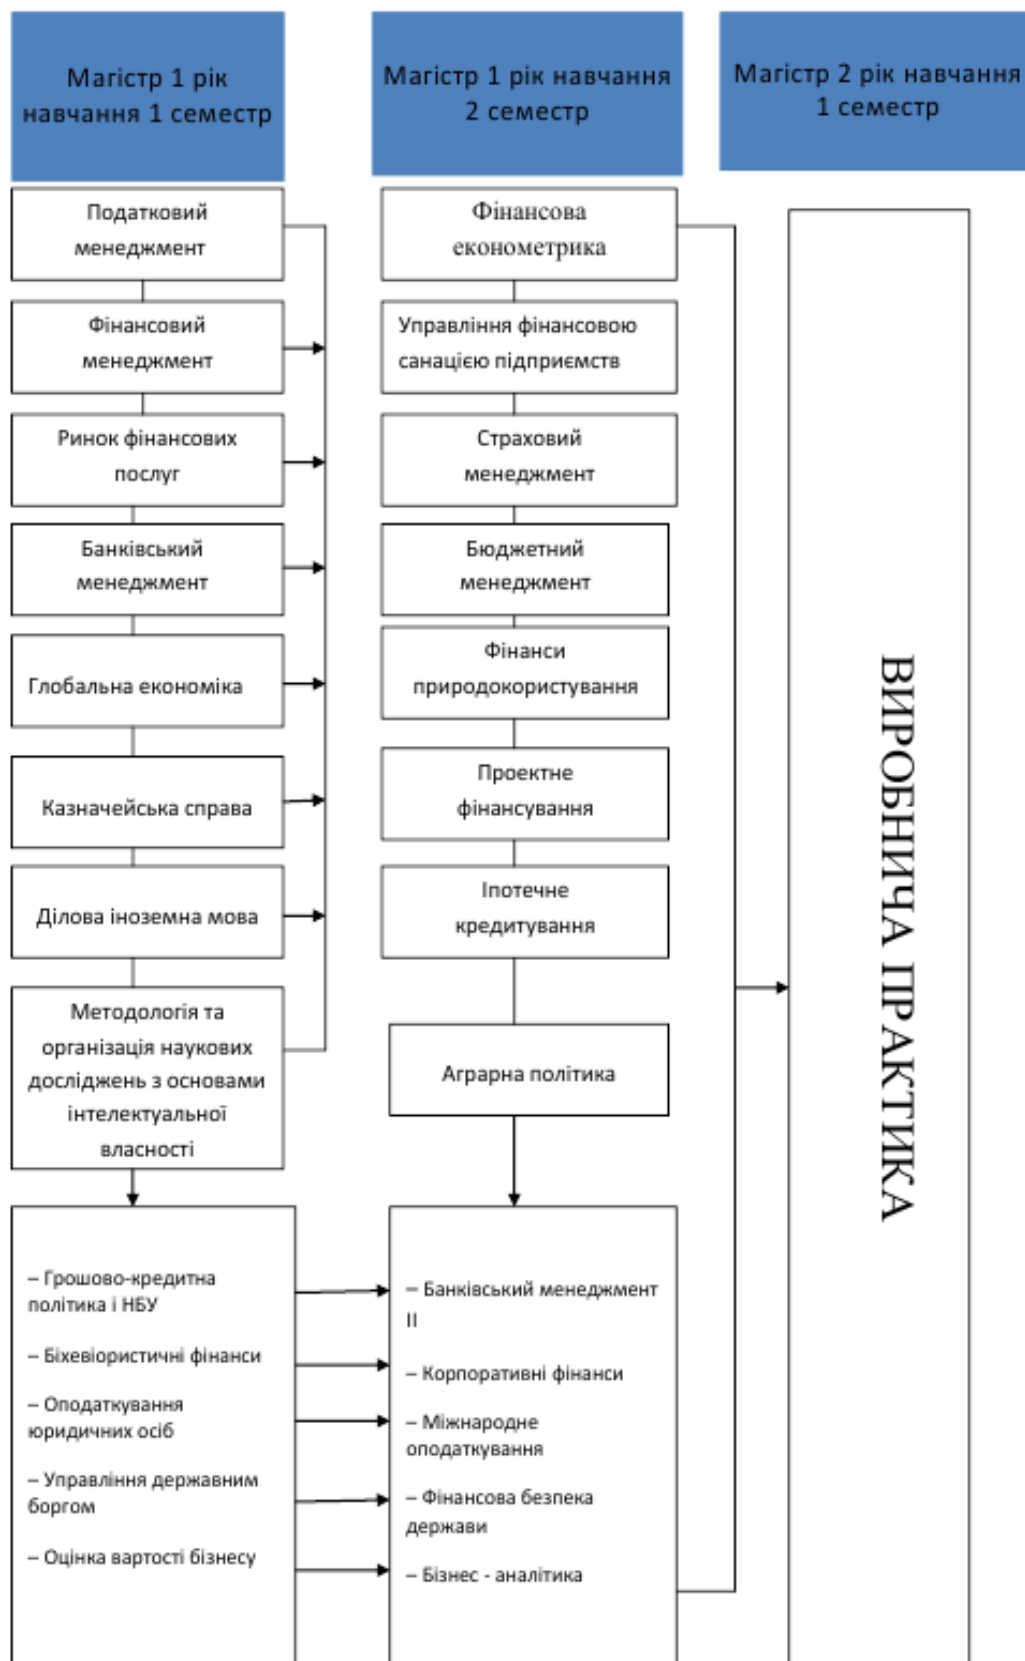 Магістр 1 рік
навчання 1 семестр
Магістр 1 рік навчання
2 семестр
Магістр 2 рік навчання
1 семестр
Податковий
менеджмент
Фінансовий
менеджмент
Ринок фінансових
послуг
Банківський
менеджмент
Глобальна економіка
Казначейська справа
Ділова іноземна мова
Методологія та
організація наукових
досліджень з основами
інтелектуальної
власності
– Грошово-кредитна
політика і НБУ
– Біхевіористичні фінанси
– Оподаткування
юридичних осіб
– Управління державним
боргом
– Оцінка вартості бізнесу
Фінансова
економетрика
Управління фінансовою
санацією підприємств
Страховий
менеджмент
Бюджетний
менеджмент
Фінанси
природокористування
Проектне
фінансування
Іпотечне
кредитування
Аграрна політика
– Банківський менеджмент
ІІ
– Корпоративні фінанси
– Міжнародне
оподаткування
– Фінансова безпека
держави
– Бізнес - аналітика
ВИРОБНИЧА ПРАКТИКА